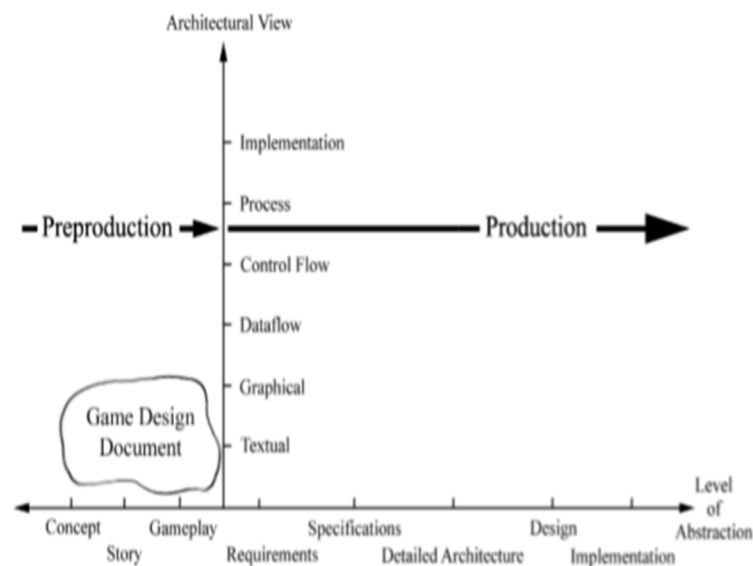 Architectural View
Implementation
Process
Preproduction
Production
Control Flow
Dataflow
Graphical
Game Design
Document
Textual
Level
of
Abstraction
Concept
Gameplay
Specifications
Design
Story
Requirements
Detailed Architecture
Implementation